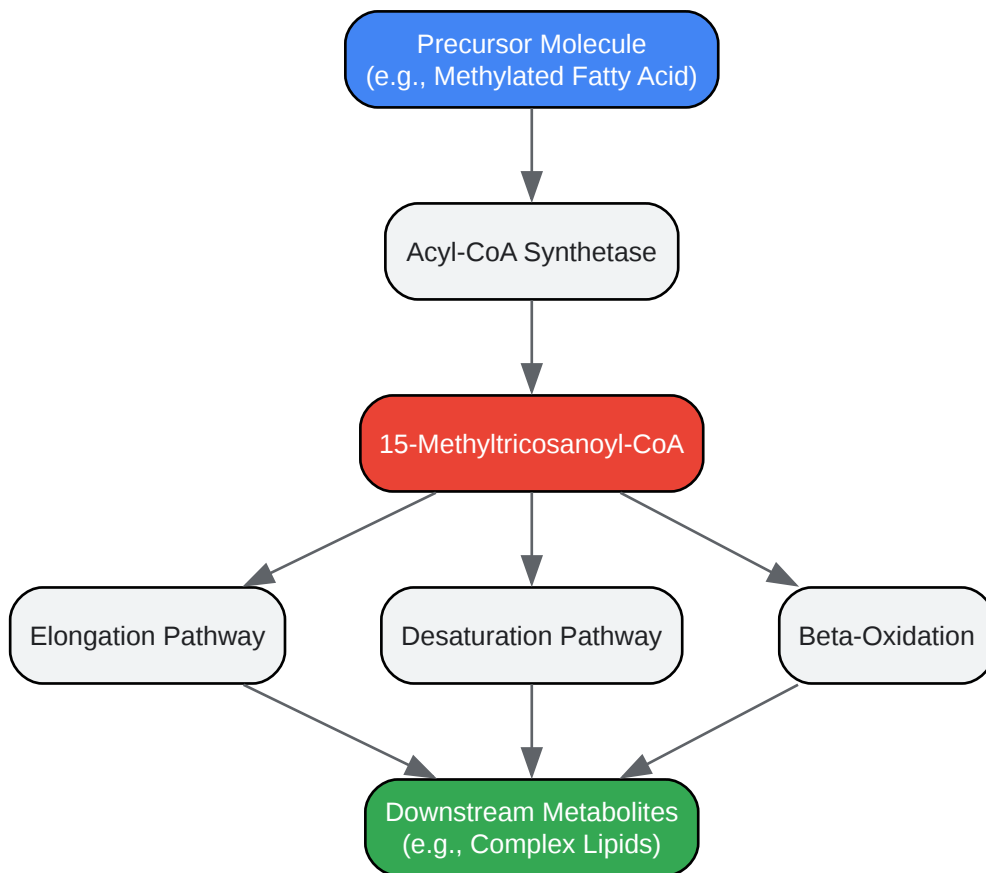 Precursor Molecule
(e.g., Methylated Fatty Acid)
Acyl-CoA Synthetase
15-Methyltricosanoyl-CoA
Elongation Pathway
Desaturation Pathway
Beta-Oxidation
Downstream Metabolites
(e.g., Complex Lipids)